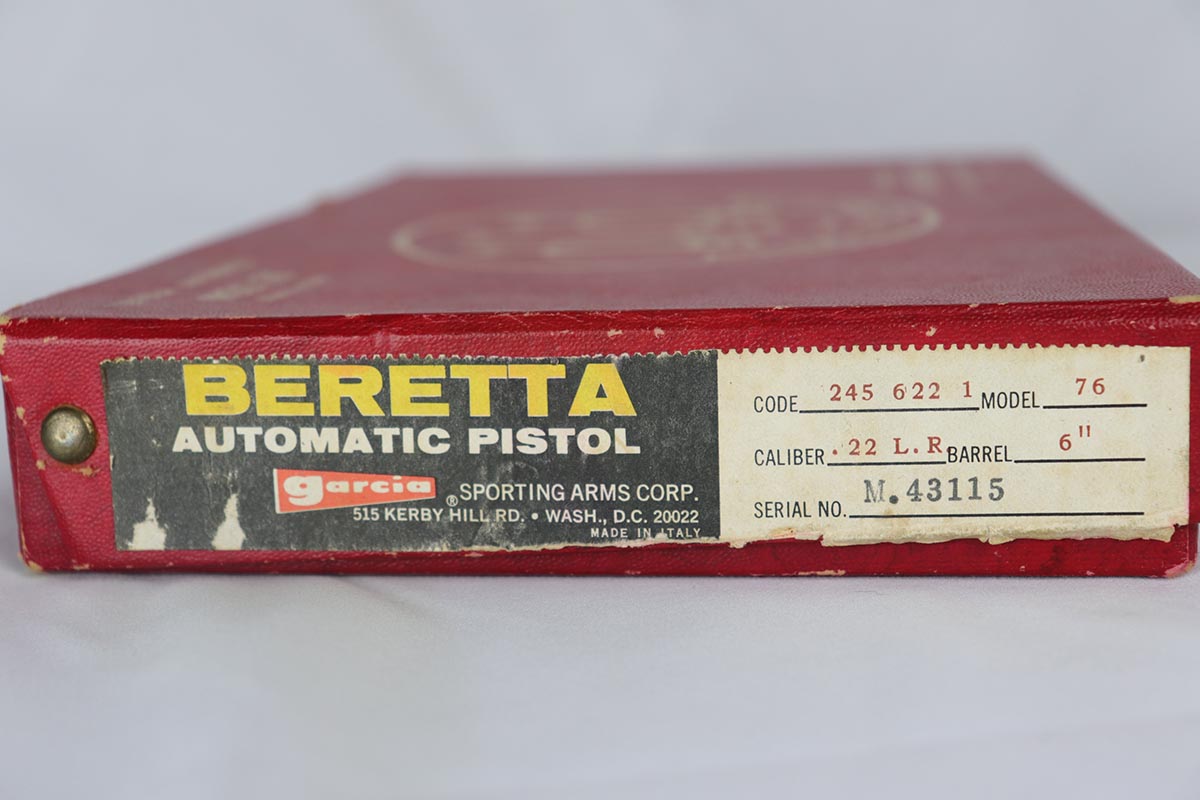 BERETTA
AUTOMATIC PISTOL
garcia ® SPORTING ARMS CORP.
515 KERBY HILL RD. • WASH., D.C. 20022
MADE IN ITALY
CODE 245 622 1 MODEL 76
CALIBER .22 L.R. BARREL 6"
SERIAL NO. M.43115